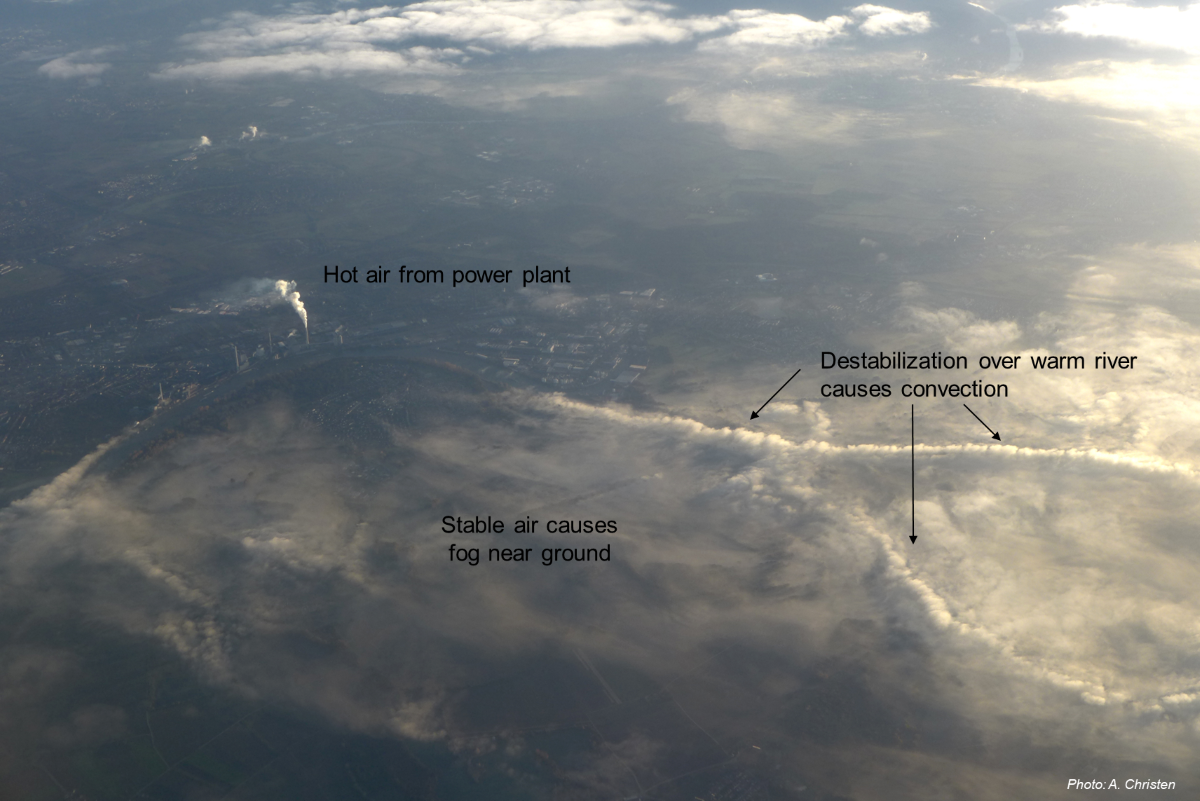 Hot air from power plant
Destabilization over warm river
causes convection
Stable air causes
fog near ground
Photo: A. Christen